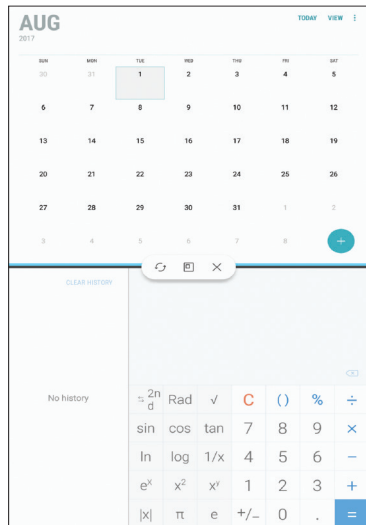 AUG
TODAY VIEW
2017
SUN MON TUE WED THU FRI SAT
30 31 1 2 3 4 5
6 7 8 9 10 11 12
13 14 15 16 17 18 19
20 21 22 23 24 25 26
27 28 29 30 31 1 2
3 4 5 6 7 8
+
CLEAR HISTORY
No history
2nd Rad √ C () % ÷
sin cos tan 7 8 9 ×
ln log 1/x 4 5 6 −
eˣ x² xʸ 1 2 3 +
|x| π e +/− 0 . =